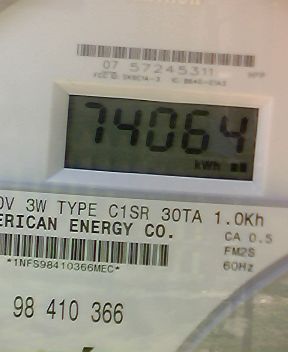 07 57245311
74064
kWh
0V 3W TYPE C1SR 30TA 1.0Kh
ERICAN ENERGY CO.
CA 0.5
FM2S
60Hz
*1NFS98410366MEC*
98 410 366